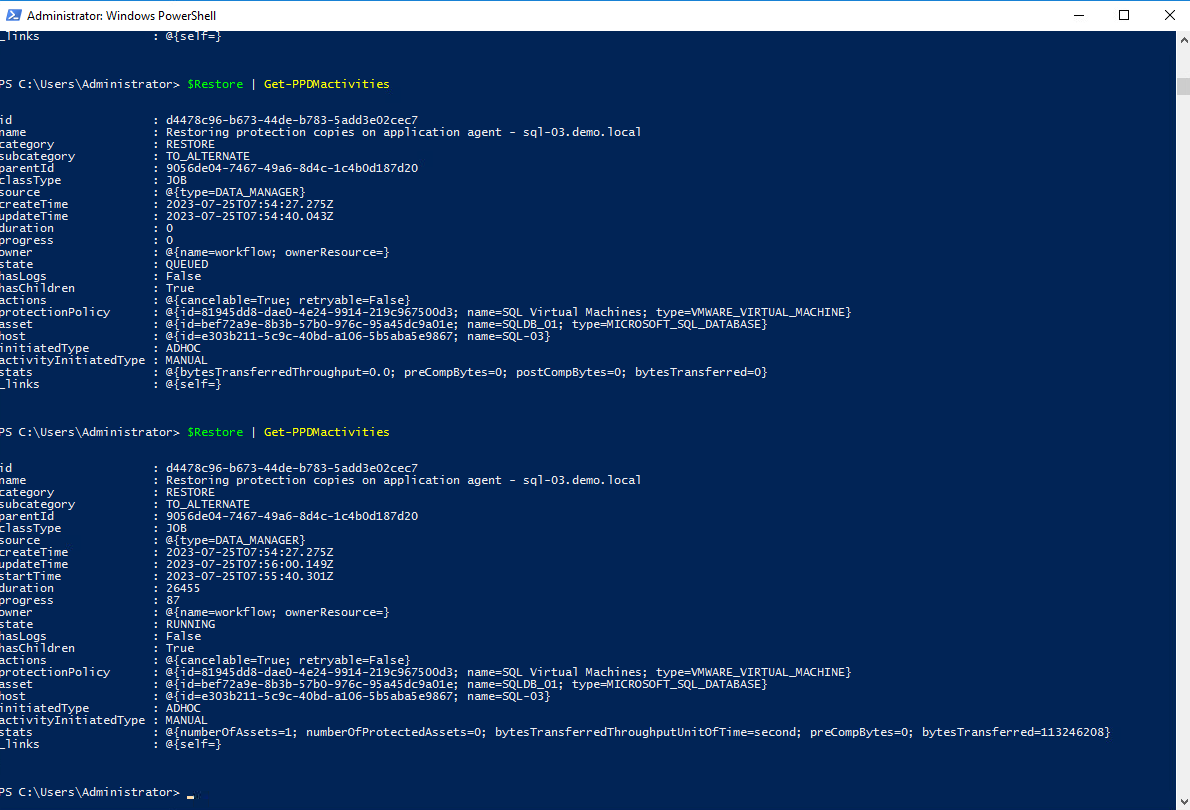 Administrator: Windows PowerShell
_links : @{self=}
PS C:\Users\Administrator> $Restore | Get-PPDMactivities
id : d4478c96-b673-44de-b783-5add3e02cec7
name : Restoring protection copies on application agent - sql-03.demo.local
category : RESTORE
subcategory : TO_ALTERNATE
parentId : 9056de04-7467-49a6-8d4c-1c4b0d187d20
classType : JOB
source : @{type=DATA_MANAGER}
createTime : 2023-07-25T07:54:27.275Z
updateTime : 2023-07-25T07:54:40.043Z
duration : 0
progress : 0
owner : @{name=workflow; ownerResource=}
state : QUEUED
hasLogs : False
hasChildren : True
actions : @{cancelable=True; retryable=False}
protectionPolicy : @{id=81945dd8-dae0-4e24-9914-219c967500d3; name=SQL Virtual Machines; type=VMWARE_VIRTUAL_MACHINE}
asset : @{id=bef72a9e-8b3b-57b0-976c-95a45dc9a01e; name=SQLDB_01; type=MICROSOFT_SQL_DATABASE}
host : @{id=e303b211-5c9c-40bd-a106-5b5aba5e9867; name=SQL-03}
initiatedType : ADHOC
activityInitiatedType : MANUAL
stats : @{bytesTransferredThroughput=0.0; preCompBytes=0; postCompBytes=0; bytesTransferred=0}
_links : @{self=}
PS C:\Users\Administrator> $Restore | Get-PPDMactivities
id : d4478c96-b673-44de-b783-5add3e02cec7
name : Restoring protection copies on application agent - sql-03.demo.local
category : RESTORE
subcategory : TO_ALTERNATE
parentId : 9056de04-7467-49a6-8d4c-1c4b0d187d20
classType : JOB
source : @{type=DATA_MANAGER}
createTime : 2023-07-25T07:54:27.275Z
updateTime : 2023-07-25T07:56:00.149Z
startTime : 2023-07-25T07:55:40.301Z
duration : 26455
progress : 87
owner : @{name=workflow; ownerResource=}
state : RUNNING
hasLogs : False
hasChildren : True
actions : @{cancelable=True; retryable=False}
protectionPolicy : @{id=81945dd8-dae0-4e24-9914-219c967500d3; name=SQL Virtual Machines; type=VMWARE_VIRTUAL_MACHINE}
asset : @{id=bef72a9e-8b3b-57b0-976c-95a45dc9a01e; name=SQLDB_01; type=MICROSOFT_SQL_DATABASE}
host : @{id=e303b211-5c9c-40bd-a106-5b5aba5e9867; name=SQL-03}
initiatedType : ADHOC
activityInitiatedType : MANUAL
stats : @{numberOfAssets=1; numberOfProtectedAssets=0; bytesTransferredThroughputUnitOfTime=second; preCompBytes=0; bytesTransferred=113246208}
_links : @{self=}
PS C:\Users\Administrator> _